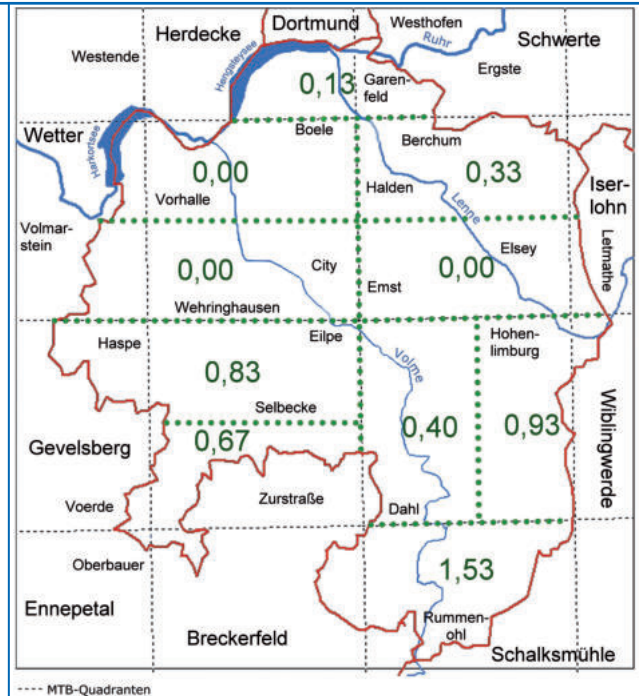 Herdecke
Dortmund
Westhofen
Ruhr
Schwerte
Westende
Hengsteysee
0,13
Garen-
feld
Ergste
Wetter
Harkortsee
Boele
Berchum
0,00
0,33
Iser-
lohn
Vorhalle
Halden
Lenne
Volmar-
stein
Letmathe
City
Elsey
0,00
Emst
0,00
Wehringhausen
Haspe
Eilpe
Hohen-
limburg
Volme
0,83
Selbecke
0,40
0,93
Wiblingwerde
Gevelsberg
0,67
Voerde
Zurstraße
Dahl
Oberbauer
1,53
Ennepetal
Rummen-
ohl
Breckerfeld
Schalksmühle
---- MTB-Quadranten